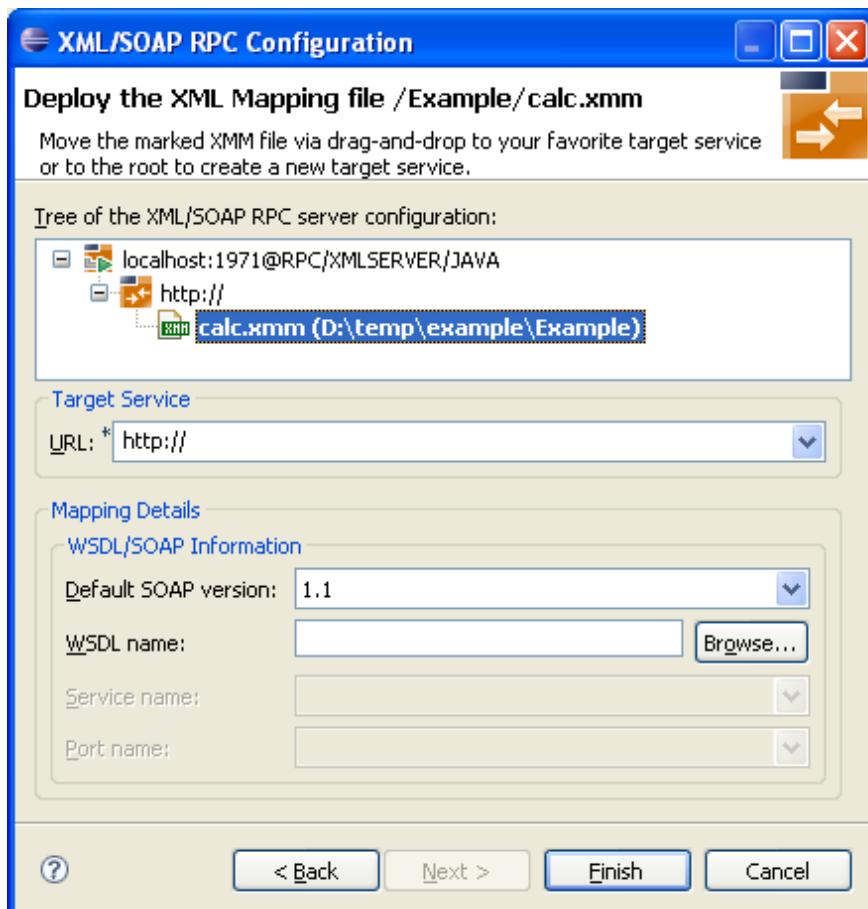 XML/SOAP RPC Configuration
Deploy the XML Mapping file /Example/calc.xmm
Move the marked XMM file via drag-and-drop to your favorite target service
or to the root to create a new target service.
Tree of the XML/SOAP RPC server configuration:
localhost:1971@RPC/XMLSERVER/JAVA
http://
XMM calc.xmm (D:\temp\example\Example)
Target Service
URL: * http://
Mapping Details
WSDL/SOAP Information
Default SOAP version: 1.1
WSDL name: Browse...
Service name:
Port name:
? < Back Next > Finish Cancel